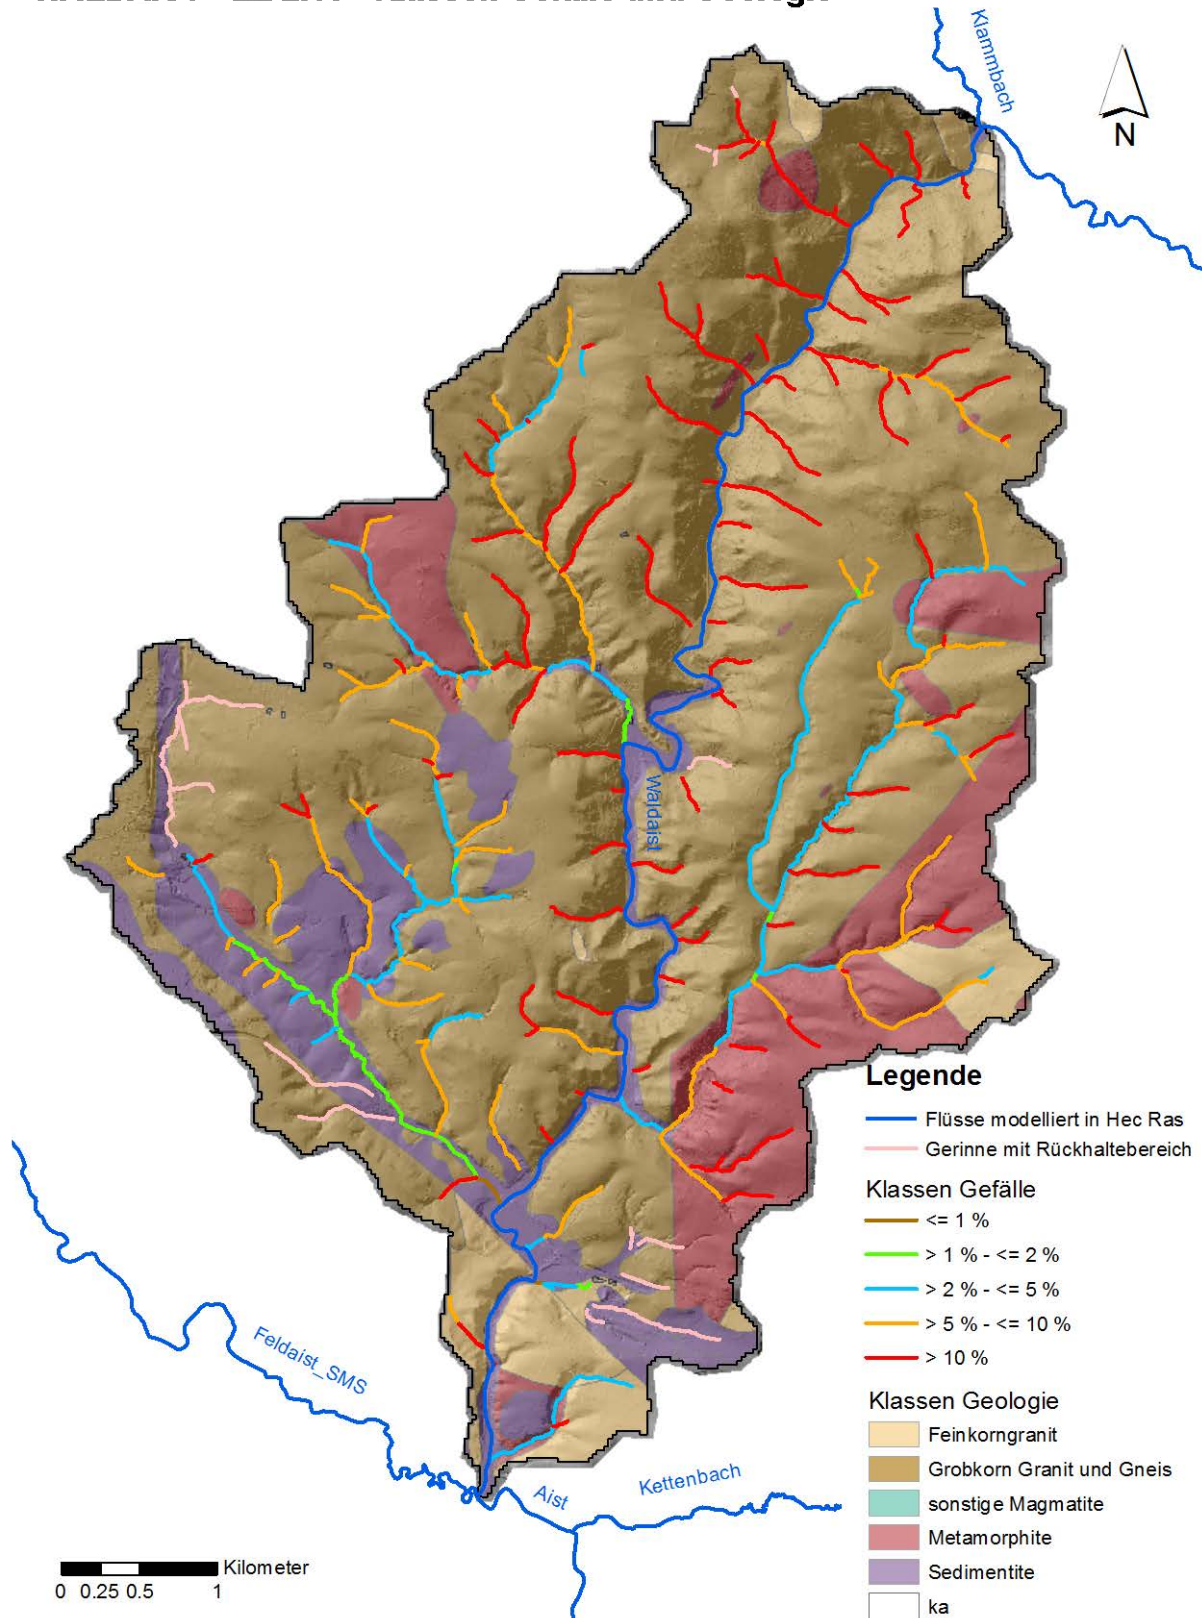 Klammbach
N
Waldaist
Legende
Flüsse modelliert in Hec Ras
Gerinne mit Rückhaltebereich
Klassen Gefälle
<= 1 %
> 1 % - <= 2 %
> 2 % - <= 5 %
> 5 % - <= 10 %
> 10 %
Klassen Geologie
Feinkorngranit
Grobkorn Granit und Gneis
sonstige Magmatite
Metamorphite
Sedimentite
ka
Feldaist_SMS
Aist
Kettenbach
Kilometer
0 0.25 0.5 1